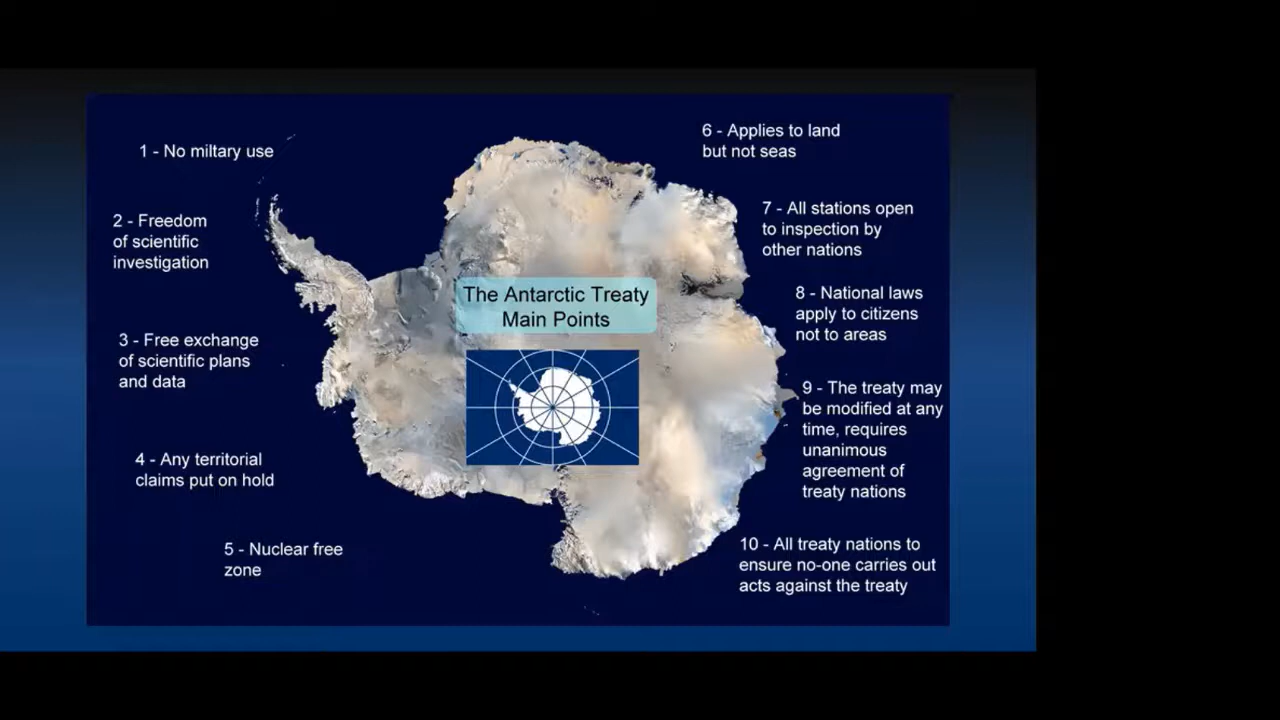 1 - No miltary use
2 - Freedom
of scientific
investigation
3 - Free exchange
of scientific plans
and data
4 - Any territorial
claims put on hold
5 - Nuclear free
zone
The Antarctic Treaty
Main Points
6 - Applies to land
but not seas
7 - All stations open
to inspection by
other nations
8 - National laws
apply to citizens
not to areas
9 - The treaty may
be modified at any
time, requires
unanimous
agreement of
treaty nations
10 - All treaty nations to
ensure no-one carries out
acts against the treaty